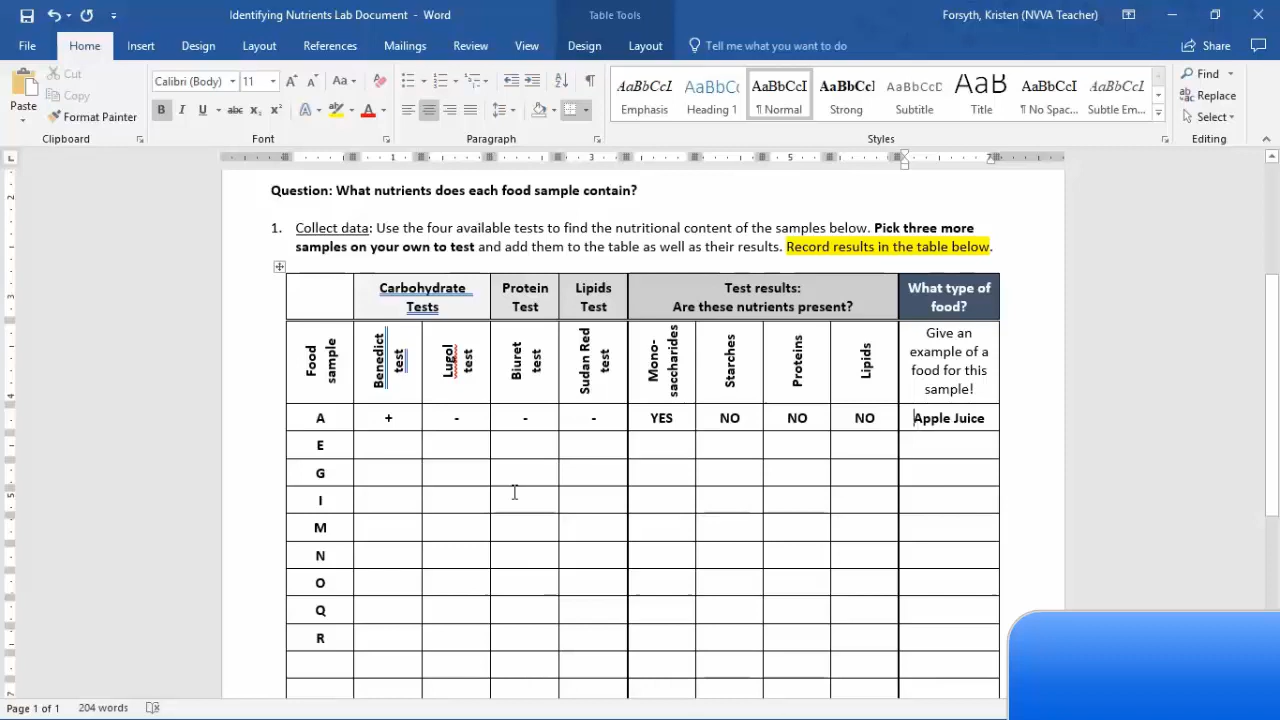 Identifying Nutrients Lab Document - Word
Table Tools
Forsyth, Kristen (NVVA Teacher)
File Home Insert Design Layout References Mailings Review View Design Layout Tell me what you want to do Share
Paste
Cut
Copy
Format Painter
Calibri (Body) 11
AaBbCcI AaBbCc AaBbCcI AaBbCc AaBbCcD AaB AaBbCcI AaBbCcI
Emphasis Heading 1 ¶ Normal Strong Subtitle Title ¶ No Spac... Subtle Em...
Find
Replace
Select
Clipboard Font Paragraph Styles Editing
Question: What nutrients does each food sample contain?
1. Collect data: Use the four available tests to find the nutritional content of the samples below. Pick three more
samples on your own to test and add them to the table as well as their results. Record results in the table below.
Carbohydrate Tests
Protein Test
Lipids Test
Test results:
Are these nutrients present?
What type of food?
Food sample
Benedict test
Lugol test
Biuret test
Sudan Red test
Mono-saccharides
Starches
Proteins
Lipids
Give an
example of a
food for this
sample!
A + - - - YES NO NO NO Apple Juice
E
G
I
M
N
O
Q
R
Page 1 of 1 204 words